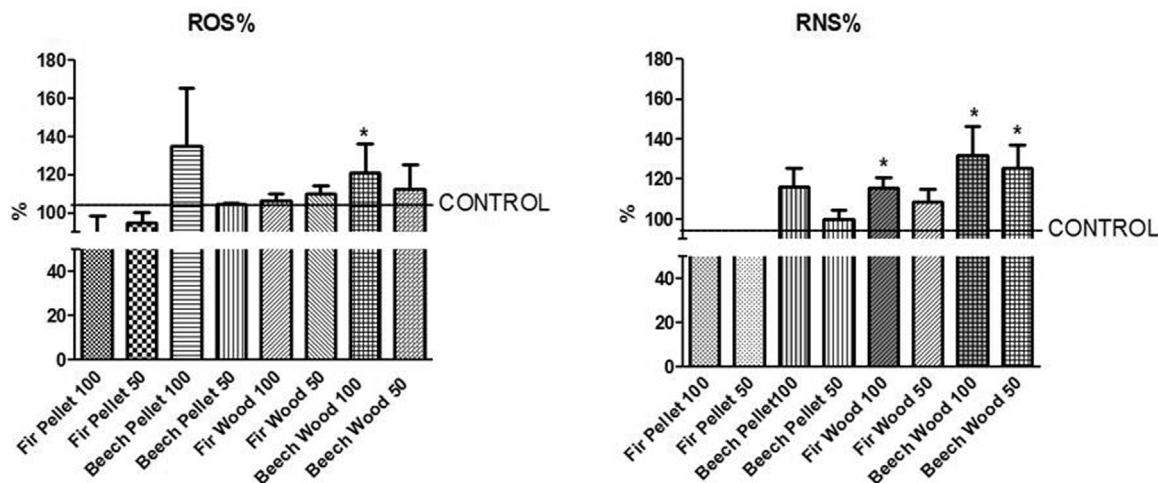 ROS%
180
160
140
120
100
40
20
0
%
CONTROL
*
Fir Pellet 100
Fir Pellet 50
Beech Pellet 100
Beech Pellet 50
Fir Wood 100
Fir Wood 50
Beech Wood 100
Beech Wood 50
RNS%
180
160
140
120
100
40
20
0
%
CONTROL
*
*
*
Fir Pellet 100
Fir Pellet 50
Beech Pellet100
Beech Pellet 50
Fir Wood 100
Fir Wood 50
Beech Wood 100
Beech Wood 50